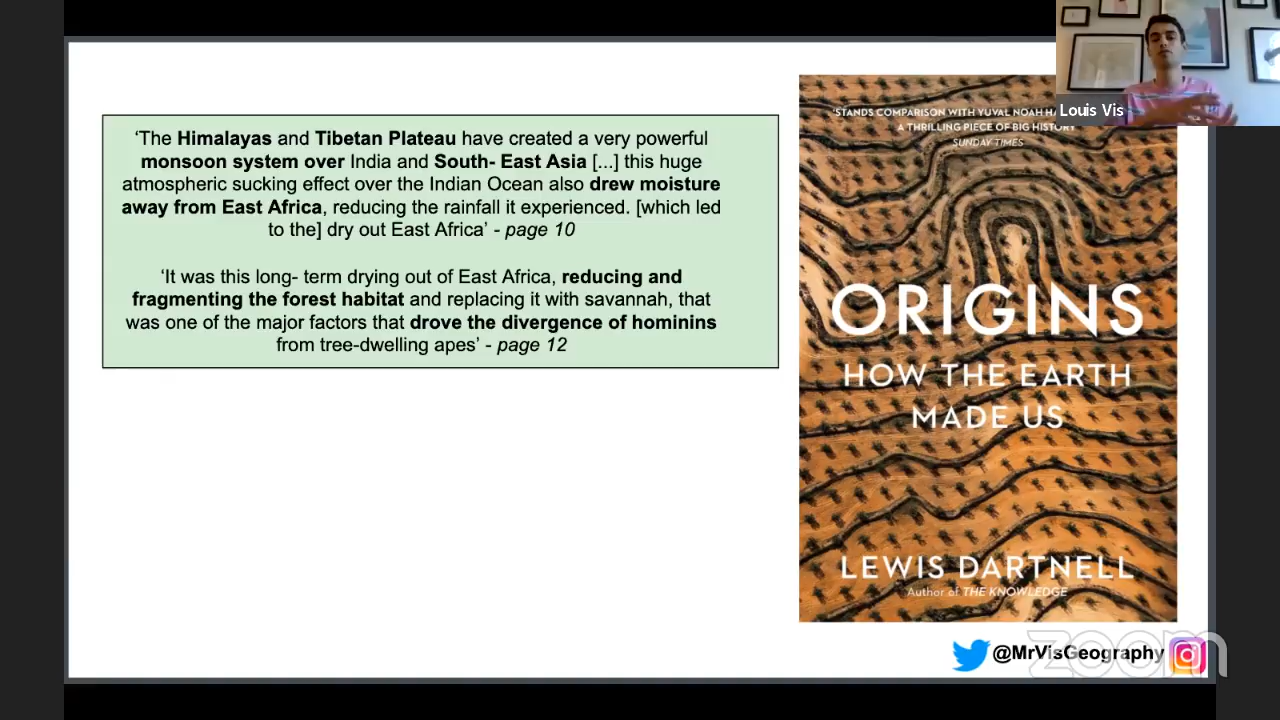 ‘The Himalayas and Tibetan Plateau have created a very powerful
monsoon system over India and South- East Asia [...] this huge
atmospheric sucking effect over the Indian Ocean also drew moisture
away from East Africa, reducing the rainfall it experienced. [which led
to the] dry out East Africa’ - page 10
‘It was this long- term drying out of East Africa, reducing and
fragmenting the forest habitat and replacing it with savannah, that
was one of the major factors that drove the divergence of hominins
from tree-dwelling apes’ - page 12
Louis Vis
‘STANDS COMPARISON WITH YUVAL NOAH
A THRILLING PIECE OF BIG HISTORY’
SUNDAY TIMES
ORIGINS
HOW THE EARTH
MADE US
LEWIS DARTNELL
Author of THE KNOWLEDGE
@MrVisGeography
zoom